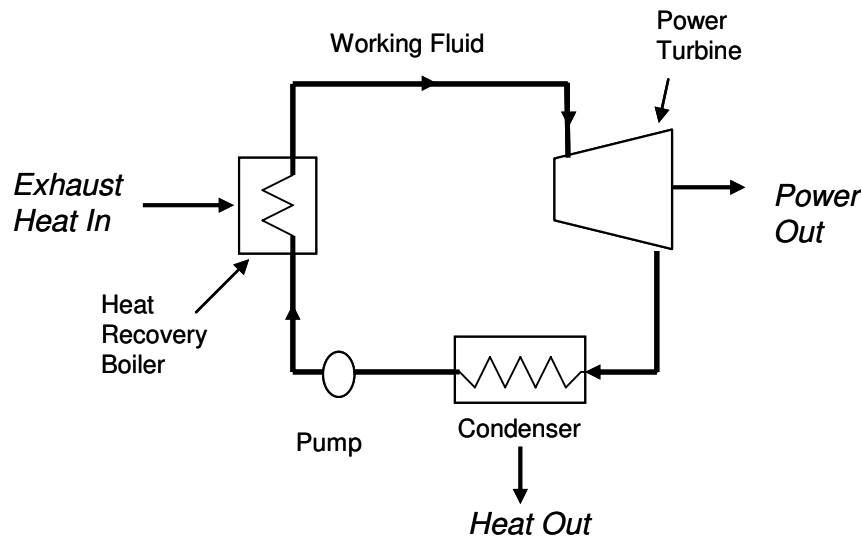 Working Fluid
Power
Turbine
Exhaust
Heat In
Power
Out
Heat
Recovery
Boiler
Pump
Condenser
Heat Out